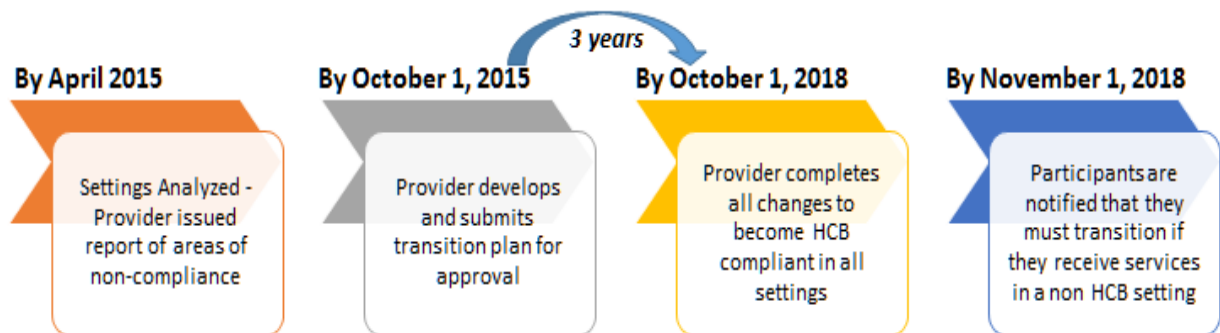 3 years
By April 2015
Settings Analyzed -
Provider issued
report of areas of
non-compliance
By October 1, 2015
Provider develops
and submits
transition plan for
approval
By October 1, 2018
Provider completes
all changes to
become HCB
compliant in all
settings
By November 1, 2018
Participants are
notified that they
must transition if
they receive services
in a non HCB setting